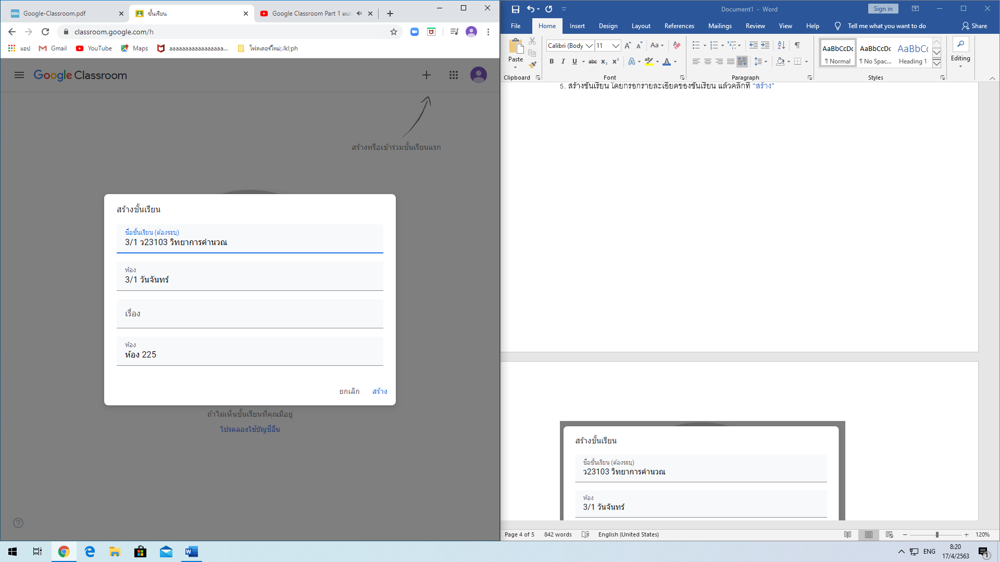 Google-Classroom.pdf
ชั้นเรียน
Google Classroom Part 1 แนะ
classroom.google.com/h
แอป
Gmail
YouTube
Maps
aaaaaaaaaaaaaaaaa...
โฟลเดอร์ใหม่;.lkl;ph
Google Classroom
สร้างหรือเข้าร่วมชั้นเรียนแรก
สร้างชั้นเรียน
ชื่อชั้นเรียน (ต้องระบุ)
3/1 ว23103 วิทยาการคำนวณ
ห้อง
3/1 วันจันทร์
เรื่อง
ห้อง
ห้อง 225
ยกเลิก สร้าง
ถ้าไม่เห็นชั้นเรียนที่คุณมีอยู่
โปรดลองใช้บัญชีอื่น
Document1 - Word
Sign in
File Home Insert Design Layout References Mailings Review View Help Tell me what you want to do Share
Paste
Clipboard
Calibri (Body 11
Font
Paragraph
AaBbCcDc AaBbCcDc AaBbCc
¶ Normal ¶ No Spac... Heading 1
Styles
Editing
5. สร้างชั้นเรียน โดยกรอกรายละเอียดของชั้นเรียน แล้วคลิกที่ “สร้าง”
สร้างชั้นเรียน
ชื่อชั้นเรียน (ต้องระบุ)
ว23103 วิทยาการคำนวณ
ห้อง
3/1 วันจันทร์
Page 4 of 5 842 words English (United States) 120%
ENG
8:20
17/4/2563
1